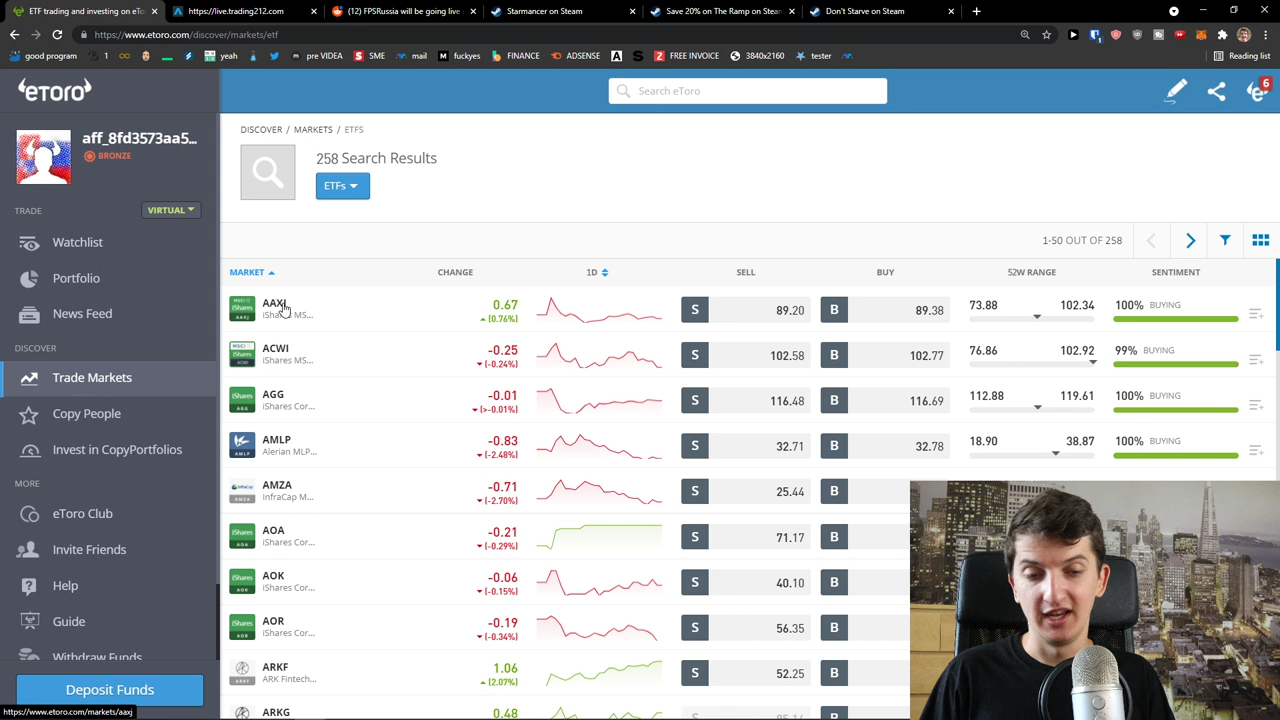 ETF trading and investing on eTo
https://live.trading212.com
(12) r/FPSRussia will be going live
Starmancer on Steam
Save 20% on The Ramp on Steam
Don't Starve on Steam
https://www.etoro.com/discover/markets/etf
good program
1
yeah
pre VIDEA
SME
mail
fuckyes
FINANCE
ADSENSE
FREE INVOICE
3840x2160
tester
Reading list
eToro
Search eToro
6
aff_8fd3573aa5...
BRONZE
TRADE
VIRTUAL
Watchlist
Portfolio
News Feed
DISCOVER
Trade Markets
Copy People
Invest in CopyPortfolios
MORE
eToro Club
Invite Friends
Help
Guide
Withdraw Funds
Deposit Funds
https://www.etoro.com/markets/aaxj
DISCOVER / MARKETS / ETFS
258 Search Results
ETFs
1-50 OUT OF 258
MARKET CHANGE 1D SELL BUY 52W RANGE SENTIMENT
AAXJ 0.67 S 89.20 B 89.38 73.88 102.34 100% BUYING
iShares MS... (0.76%)
ACWI -0.25 S 102.58 B 102.77 76.86 102.92 99% BUYING
iShares MS... (-0.24%)
AGG -0.01 S 116.48 B 116.69 112.88 119.61 100% BUYING
iShares Cor... (>-0.01%)
AMLP -0.83 S 32.71 B 32.78 18.90 38.87 100% BUYING
Alerian MLP... (-2.48%)
AMZA -0.71 S 25.44 B
InfraCap M... (-2.70%)
AOA -0.21 S 71.17 B
iShares Cor... (-0.29%)
AOK -0.06 S 40.10 B
iShares Cor... (-0.15%)
AOR -0.19 S 56.35 B
iShares Cor... (-0.34%)
ARKF 1.06 S 52.25 B
ARK Fintech... (2.07%)
ARKG 0.48 S B